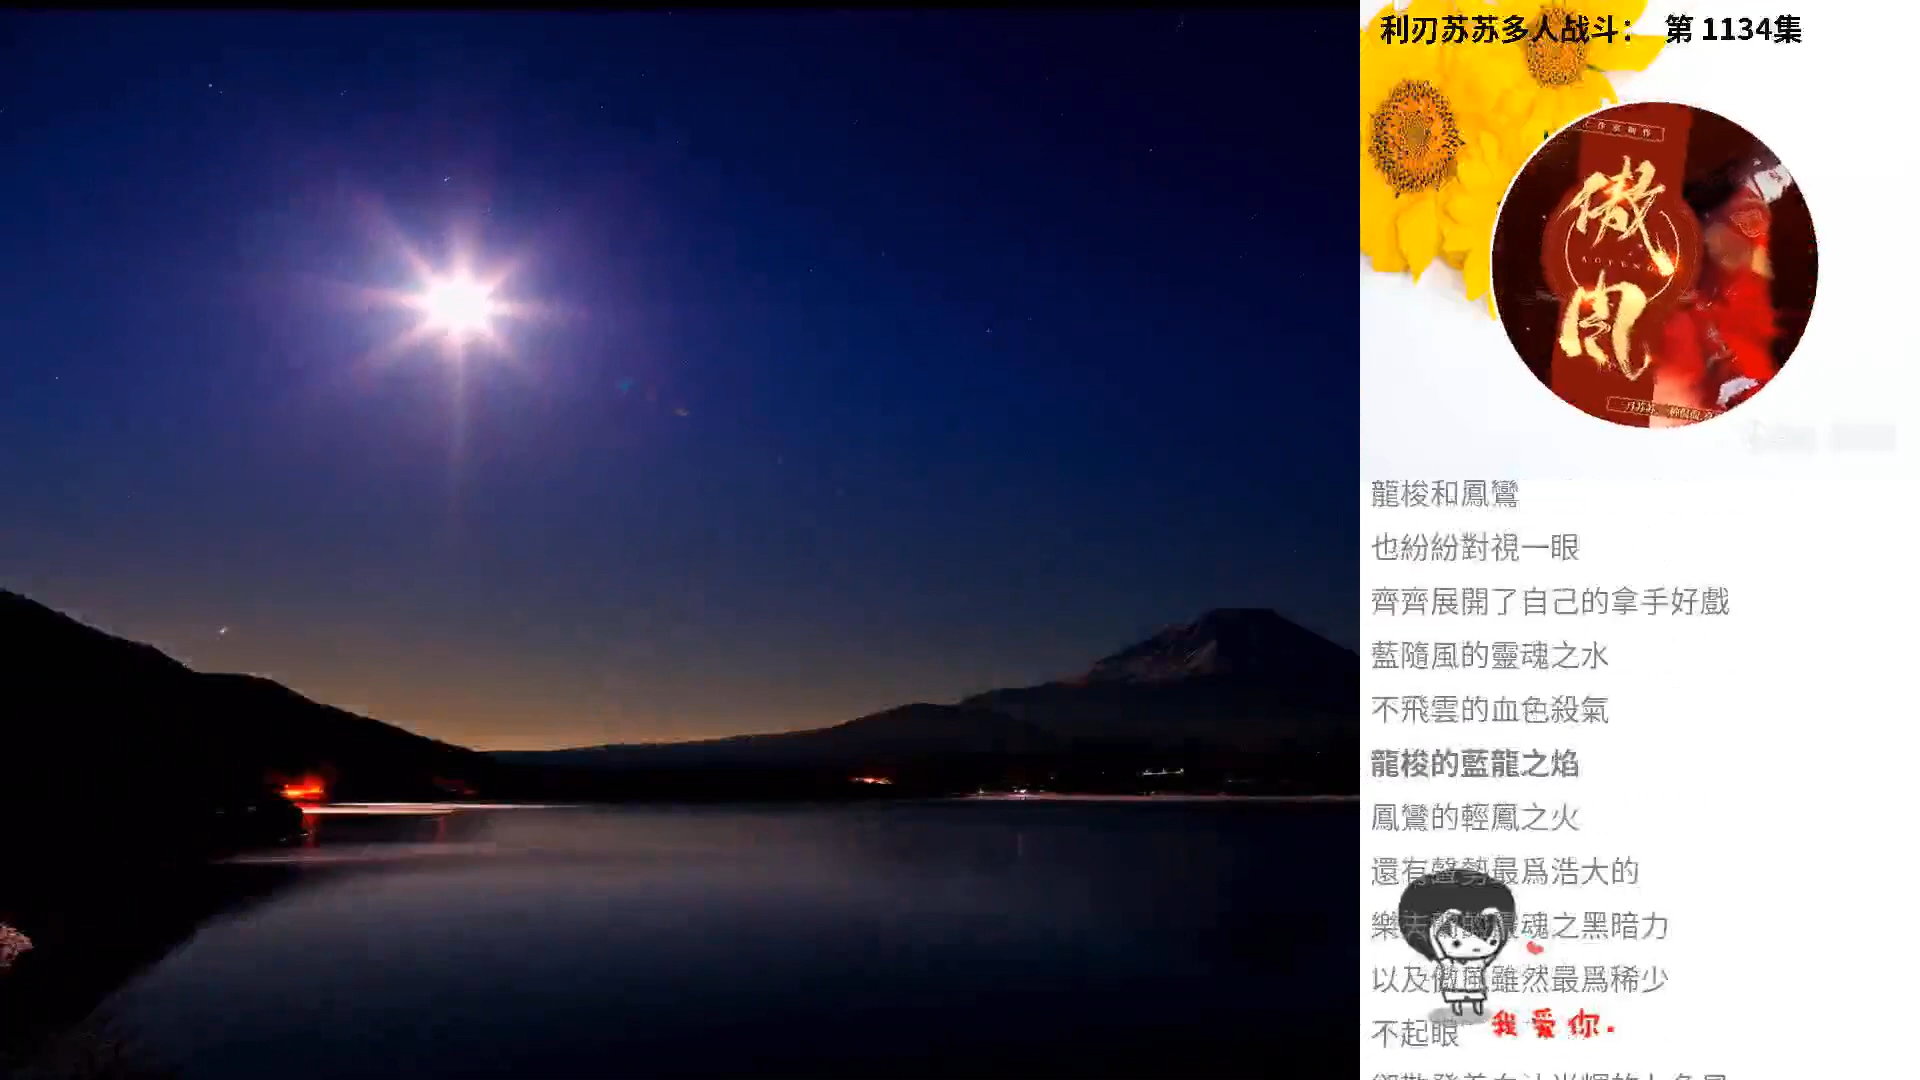 利刃苏苏多人战斗： 第 1134集
傲风
龍梭和鳳鸞
也紛紛對視一眼
齊齊展開了自己的拿手好戲
藍隨風的靈魂之水
不飛雲的血色殺氣
龍梭的藍龍之焰
鳳鸞的輕鳳之火
還有聲勢最爲浩大的
魂之黑暗力
以及傲風雖然最爲稀少
不起眼
我爱你.